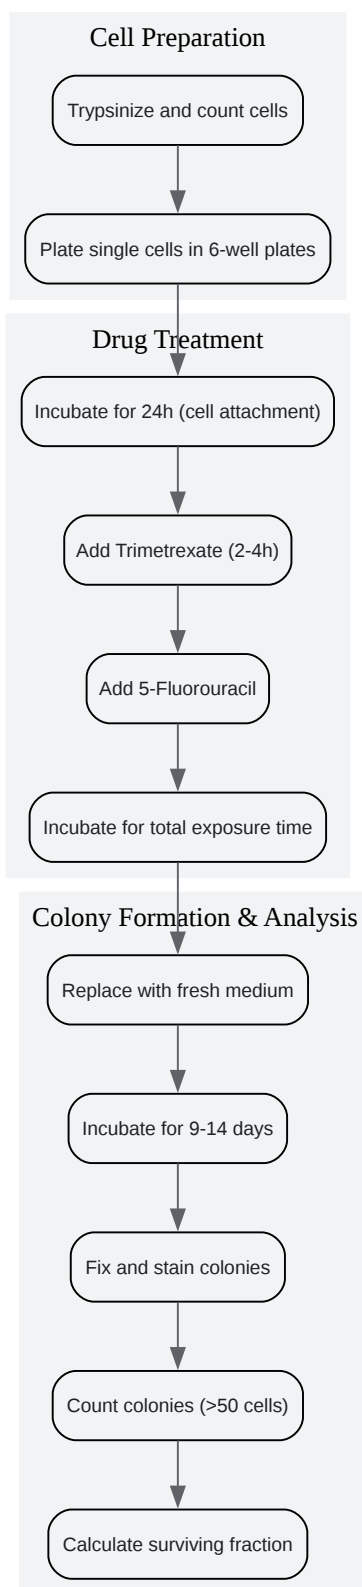 Cell Preparation
Trypsinize and count cells
Plate single cells in 6-well plates
Drug Treatment
Incubate for 24h (cell attachment)
Add Trimetrexate (2-4h)
Add 5-Fluorouracil
Incubate for total exposure time
Colony Formation & Analysis
Replace with fresh medium
Incubate for 9-14 days
Fix and stain colonies
Count colonies (>50 cells)
Calculate surviving fraction